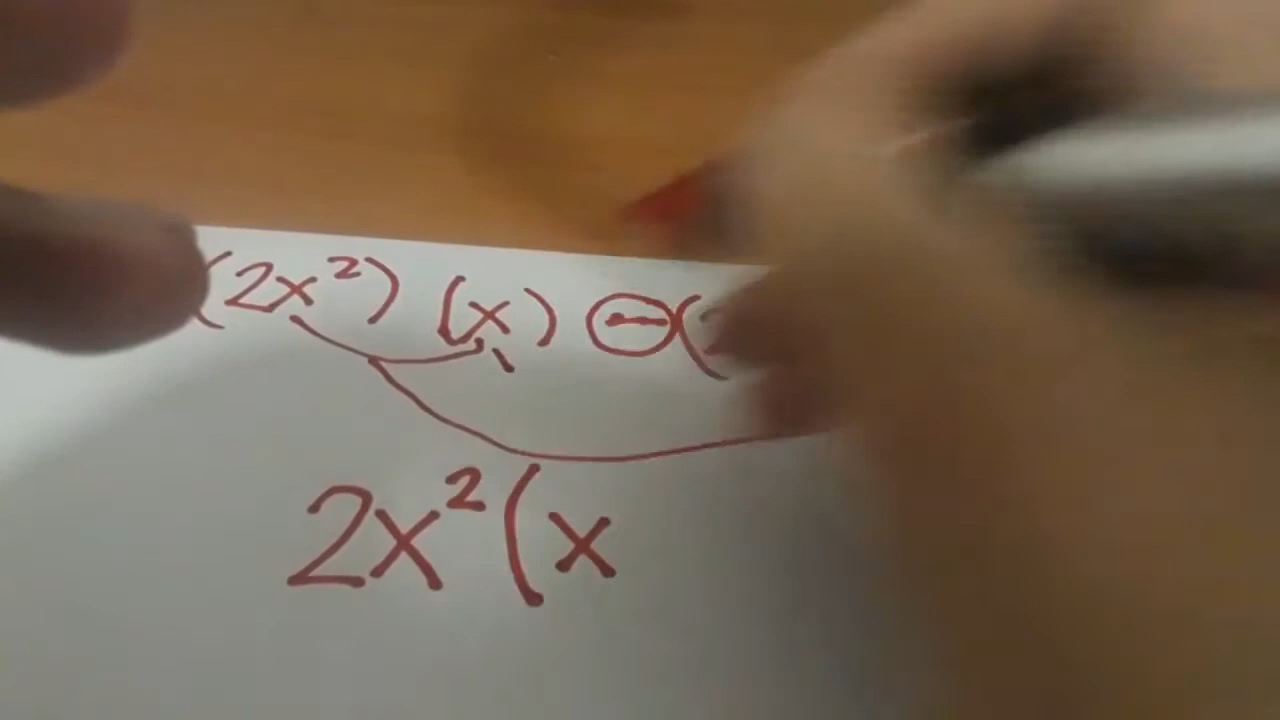 (2x²) (x) ⊖ (
2x² (x